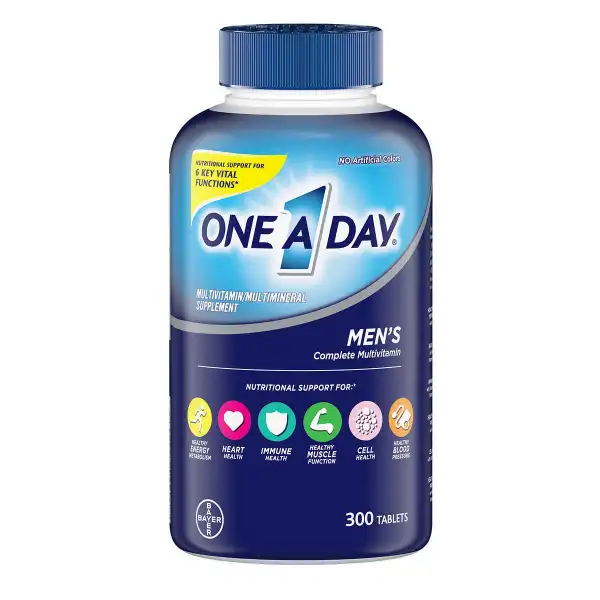 NUTRITIONAL SUPPORT FOR
6 KEY VITAL
FUNCTIONS*
NO Artificial Colors
ONE A DAY®
1
MULTIVITAMIN/MULTIMINERAL
SUPPLEMENT
MEN'S
Complete Multivitamin
NUTRITIONAL SUPPORT FOR:*
HEALTHY ENERGY METABOLISM
HEART HEALTH
IMMUNE HEALTH
HEALTHY MUSCLE FUNCTION
CELL HEALTH
HEALTHY BLOOD PRESSURE
BAYER
BAYER
300 TABLETS